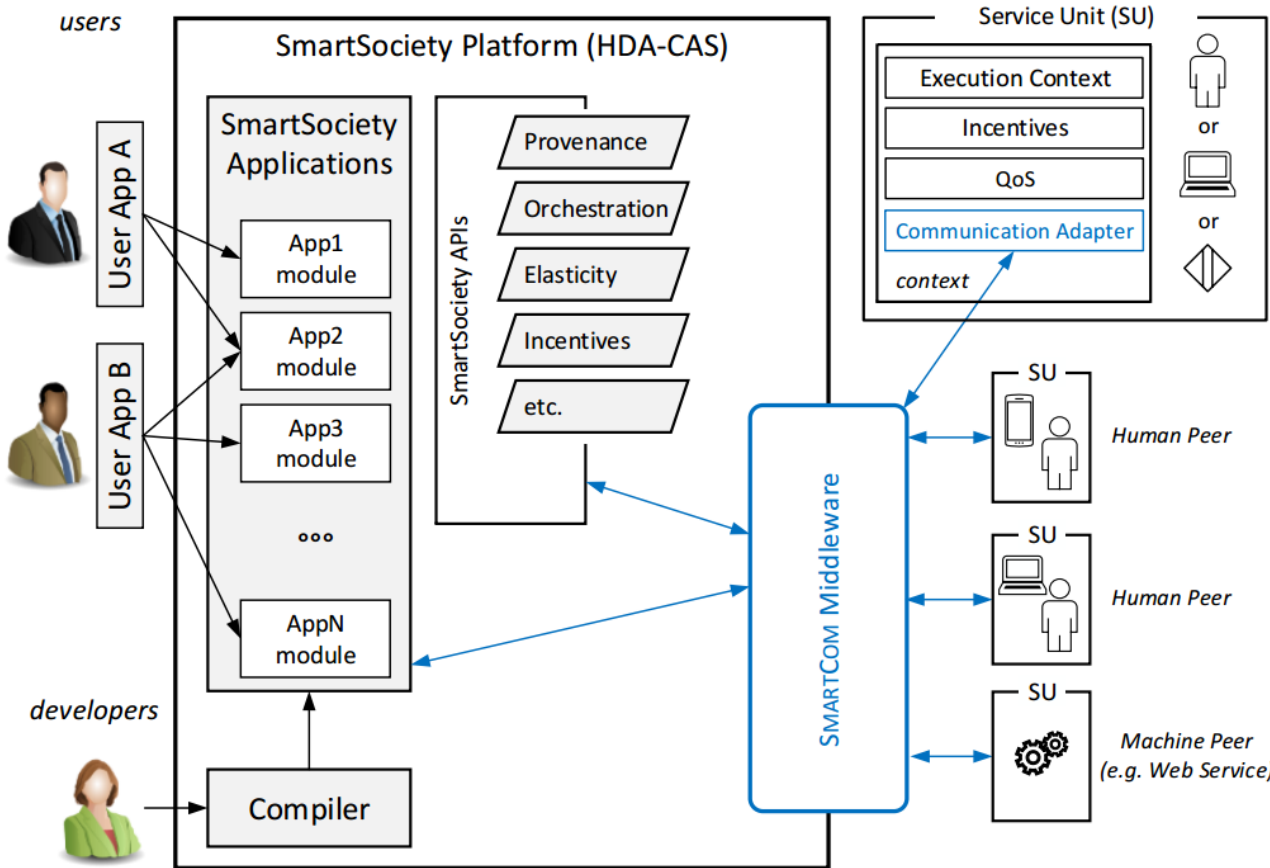 users
SmartSociety Platform (HDA-CAS)
SmartSociety
Applications
User App A
User App B
App1
module
App2
module
App3
module
ooo
AppN
module
SmartSociety APIs
Provenance
Orchestration
Elasticity
Incentives
etc.
developers
Compiler
SMARTCOM Middleware
Service Unit (SU)
Execution Context
Incentives
QoS
Communication Adapter
context
or
or
SU
Human Peer
SU
Human Peer
SU
Machine Peer
(e.g. Web Service)